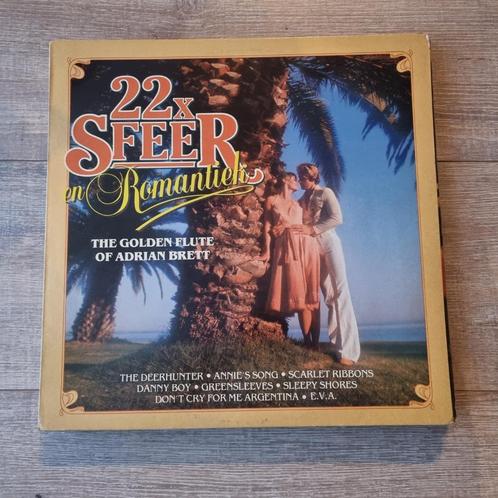 22x
SFEER
en Romantiek
THE GOLDEN FLUTE
OF ADRIAN BRETT
THE DEERHUNTER • ANNIE'S SONG • SCARLET RIBBONS
DANNY BOY • GREENSLEEVES • SLEEPY SHORES
DON'T CRY FOR ME ARGENTINA • E.V.A.